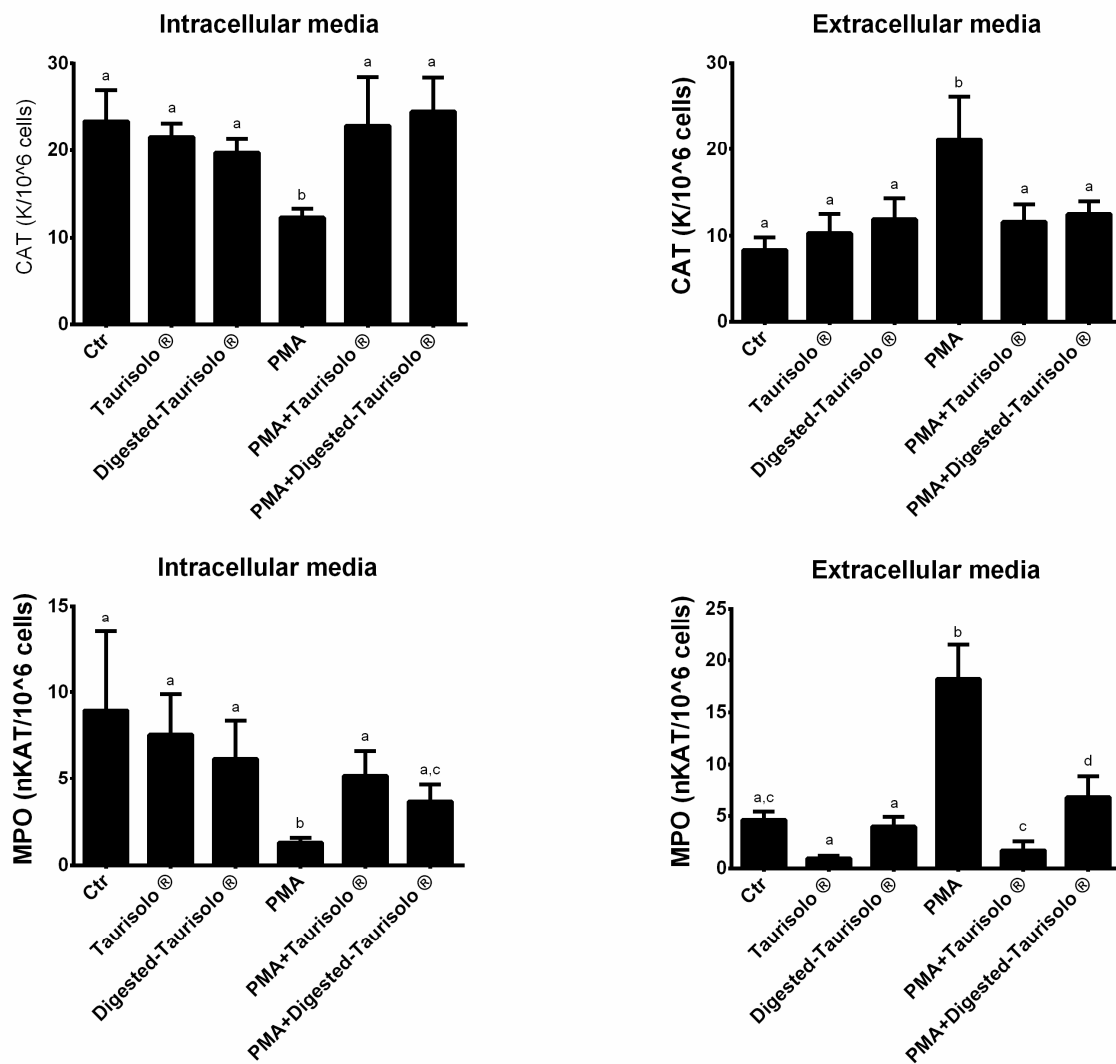 Intracellular media
CAT (K/10^6 cells)
30
20
10
0
a
a
a
b
a
a
Ctr
Taurisolo ®
Digested-Taurisolo ®
PMA
PMA+Taurisolo ®
PMA+Digested-Taurisolo ®
Extracellular media
CAT (K/10^6 cells)
30
20
10
0
a
a
a
b
a
a
Ctr
Taurisolo ®
Digested-Taurisolo ®
PMA
PMA+Taurisolo ®
PMA+Digested-Taurisolo ®
Intracellular media
MPO (nKAT/10^6 cells)
15
10
5
0
a
a
a
b
a
a,c
Ctr
Taurisolo ®
Digested-Taurisolo ®
PMA
PMA+Taurisolo ®
PMA+Digested-Taurisolo ®
Extracellular media
MPO (nKAT/10^6 cells)
25
20
15
10
5
0
a,c
a
a
b
c
d
Ctr
Taurisolo ®
Digested-Taurisolo ®
PMA
PMA+Taurisolo ®
PMA+Digested-Taurisolo ®